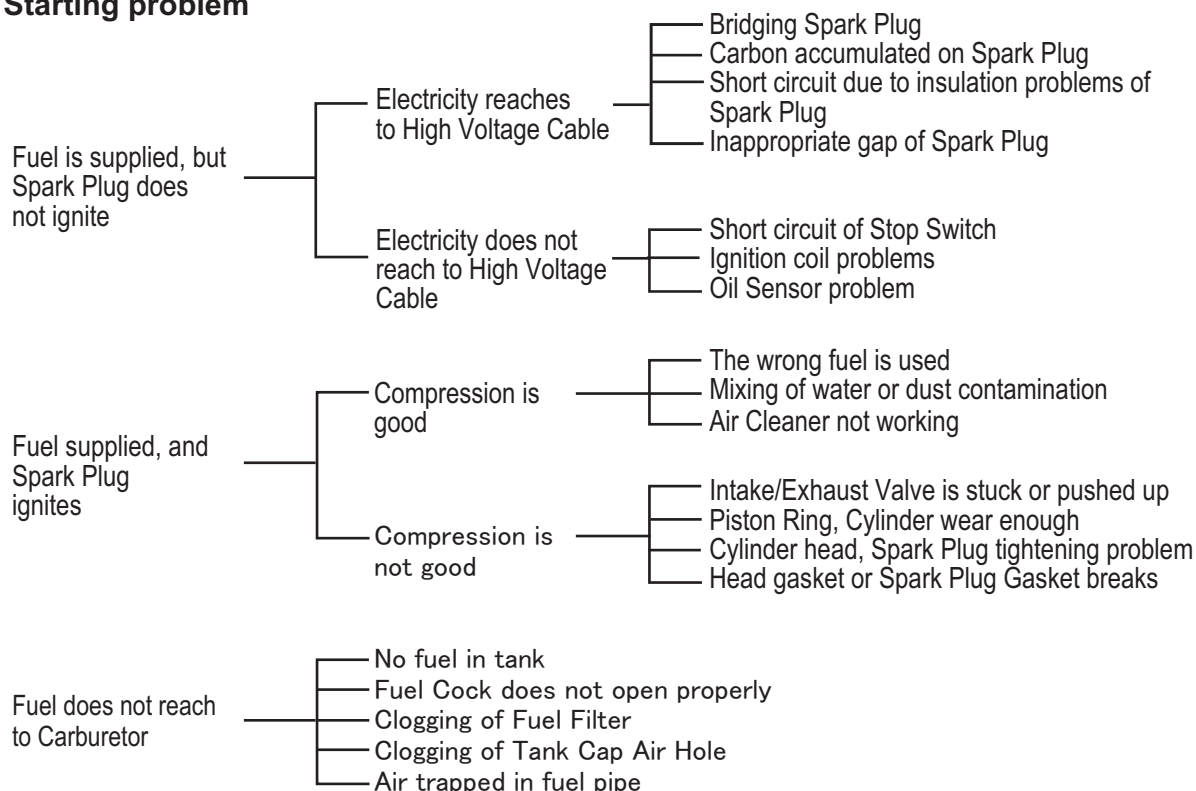 Starting problem
Fuel is supplied, but
Spark Plug does
not ignite
Electricity reaches
to High Voltage Cable
Bridging Spark Plug
Carbon accumulated on Spark Plug
Short circuit due to insulation problems of
Spark Plug
Inappropriate gap of Spark Plug
Electricity does not
reach to High Voltage
Cable
Short circuit of Stop Switch
Ignition coil problems
Oil Sensor problem
Fuel supplied, and
Spark Plug
ignites
Compression is
good
The wrong fuel is used
Mixing of water or dust contamination
Air Cleaner not working
Compression is
not good
Intake/Exhaust Valve is stuck or pushed up
Piston Ring, Cylinder wear enough
Cylinder head, Spark Plug tightening problem
Head gasket or Spark Plug Gasket breaks
Fuel does not reach
to Carburetor
No fuel in tank
Fuel Cock does not open properly
Clogging of Fuel Filter
Clogging of Tank Cap Air Hole
Air trapped in fuel pipe